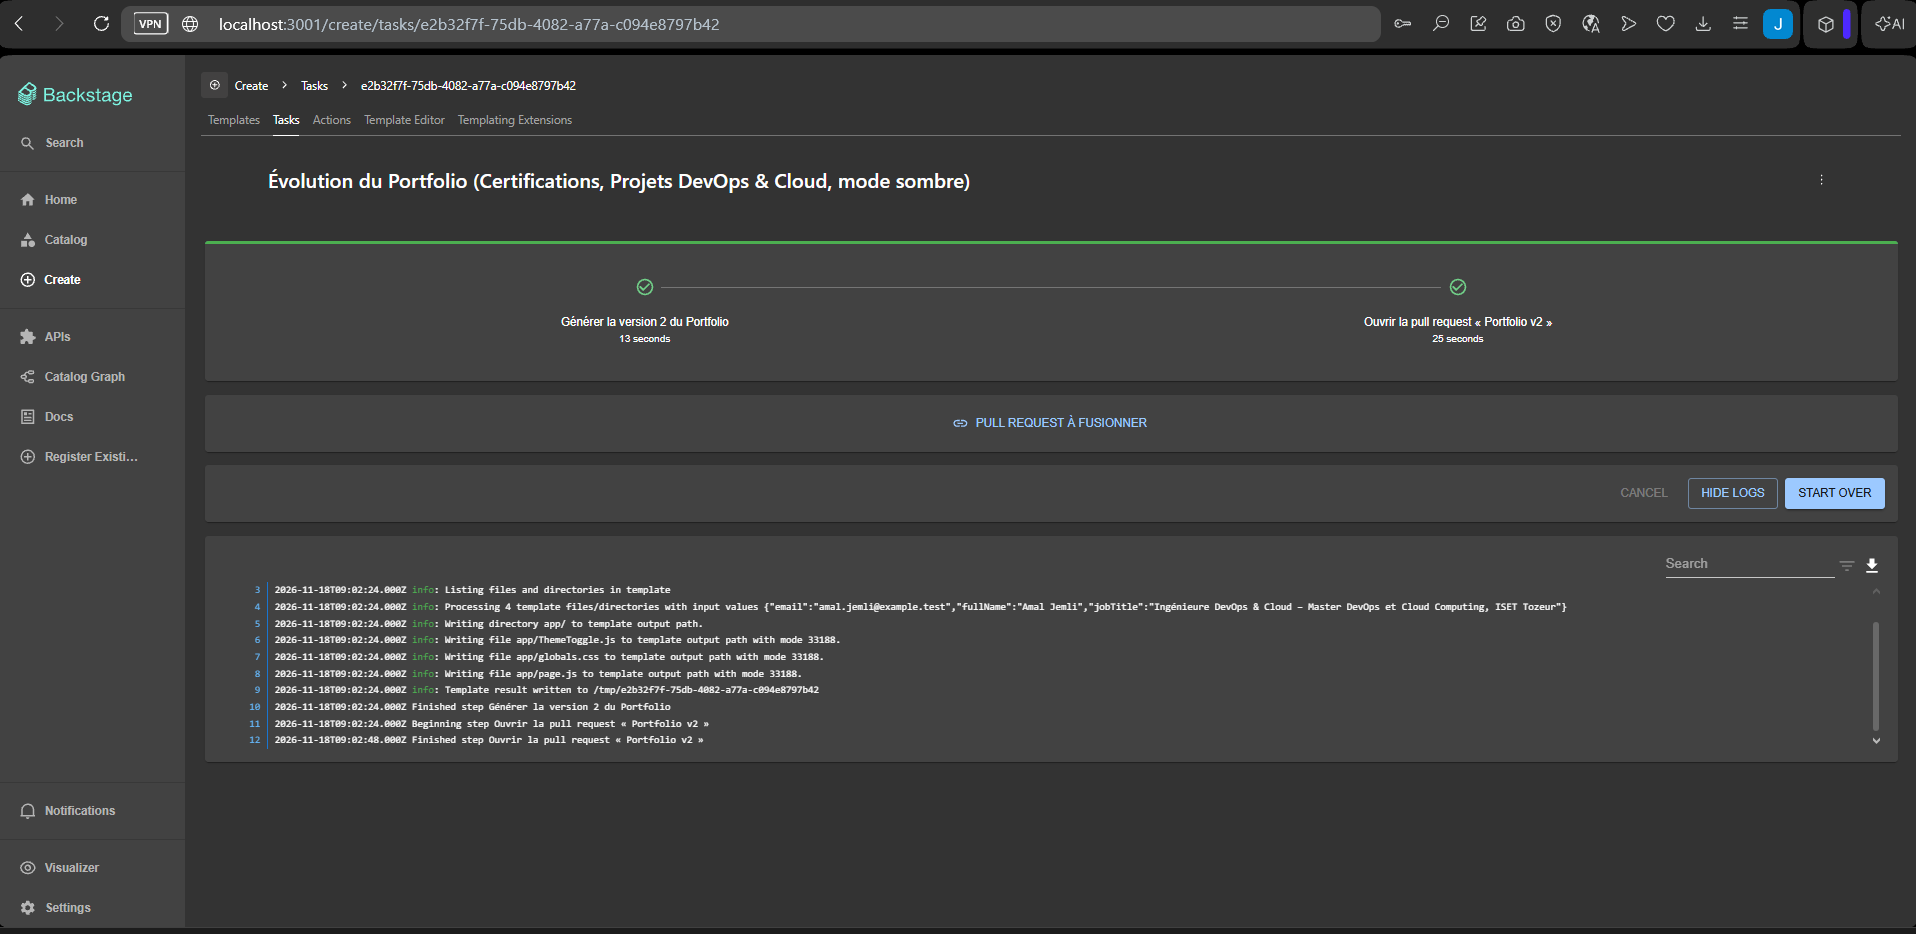 VPN
localhost:3001/create/tasks/e2b32f7f-75db-4082-a77a-c094e8797b42
J
AI
Backstage
Search
Home
Catalog
Create
APIs
Catalog Graph
Docs
Register Existi...
Notifications
Visualizer
Settings
Create > Tasks > e2b32f7f-75db-4082-a77a-c094e8797b42
Templates Tasks Actions Template Editor Templating Extensions
Évolution du Portfolio (Certifications, Projets DevOps & Cloud, mode sombre)
Générer la version 2 du Portfolio
13 seconds
Ouvrir la pull request « Portfolio v2 »
25 seconds
PULL REQUEST À FUSIONNER
CANCEL HIDE LOGS START OVER
Search
3 2026-11-18T09:02:24.000Z info: Listing files and directories in template
4 2026-11-18T09:02:24.000Z info: Processing 4 template files/directories with input values {"email":"amal.jemli@example.test","fullName":"Amal Jemli","jobTitle":"Ingénieure DevOps & Cloud – Master DevOps et Cloud Computing, ISET Tozeur"}
5 2026-11-18T09:02:24.000Z info: Writing directory app/ to template output path.
6 2026-11-18T09:02:24.000Z info: Writing file app/ThemeToggle.js to template output path with mode 33188.
7 2026-11-18T09:02:24.000Z info: Writing file app/globals.css to template output path with mode 33188.
8 2026-11-18T09:02:24.000Z info: Writing file app/page.js to template output path with mode 33188.
9 2026-11-18T09:02:24.000Z info: Template result written to /tmp/e2b32f7f-75db-4082-a77a-c094e8797b42
10 2026-11-18T09:02:24.000Z Finished step Générer la version 2 du Portfolio
11 2026-11-18T09:02:24.000Z Beginning step Ouvrir la pull request « Portfolio v2 »
12 2026-11-18T09:02:48.000Z Finished step Ouvrir la pull request « Portfolio v2 »